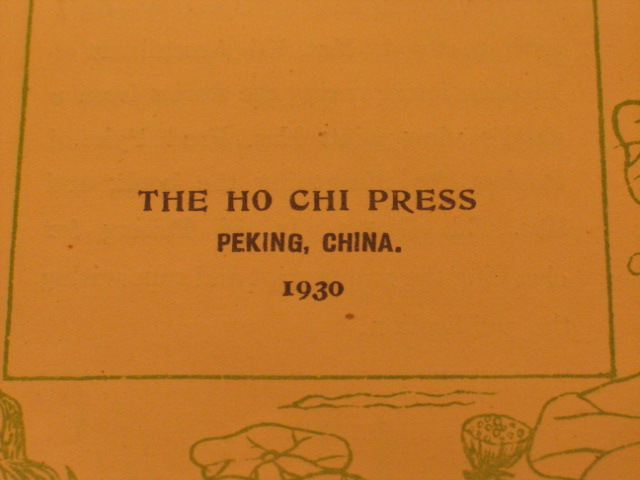 THE HO CHI PRESS
PEKING, CHINA.
1930